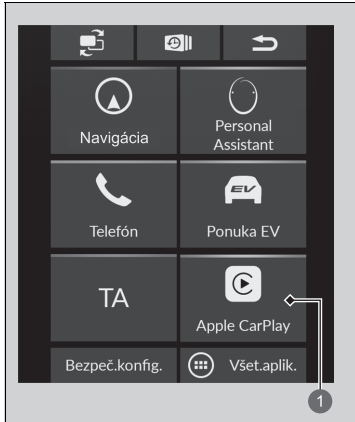 Navigácia
Personal
Assistant
Telefón
EV
Ponuka EV
TA
Apple CarPlay
Bezpeč.konfig.
Všet.aplik.
1